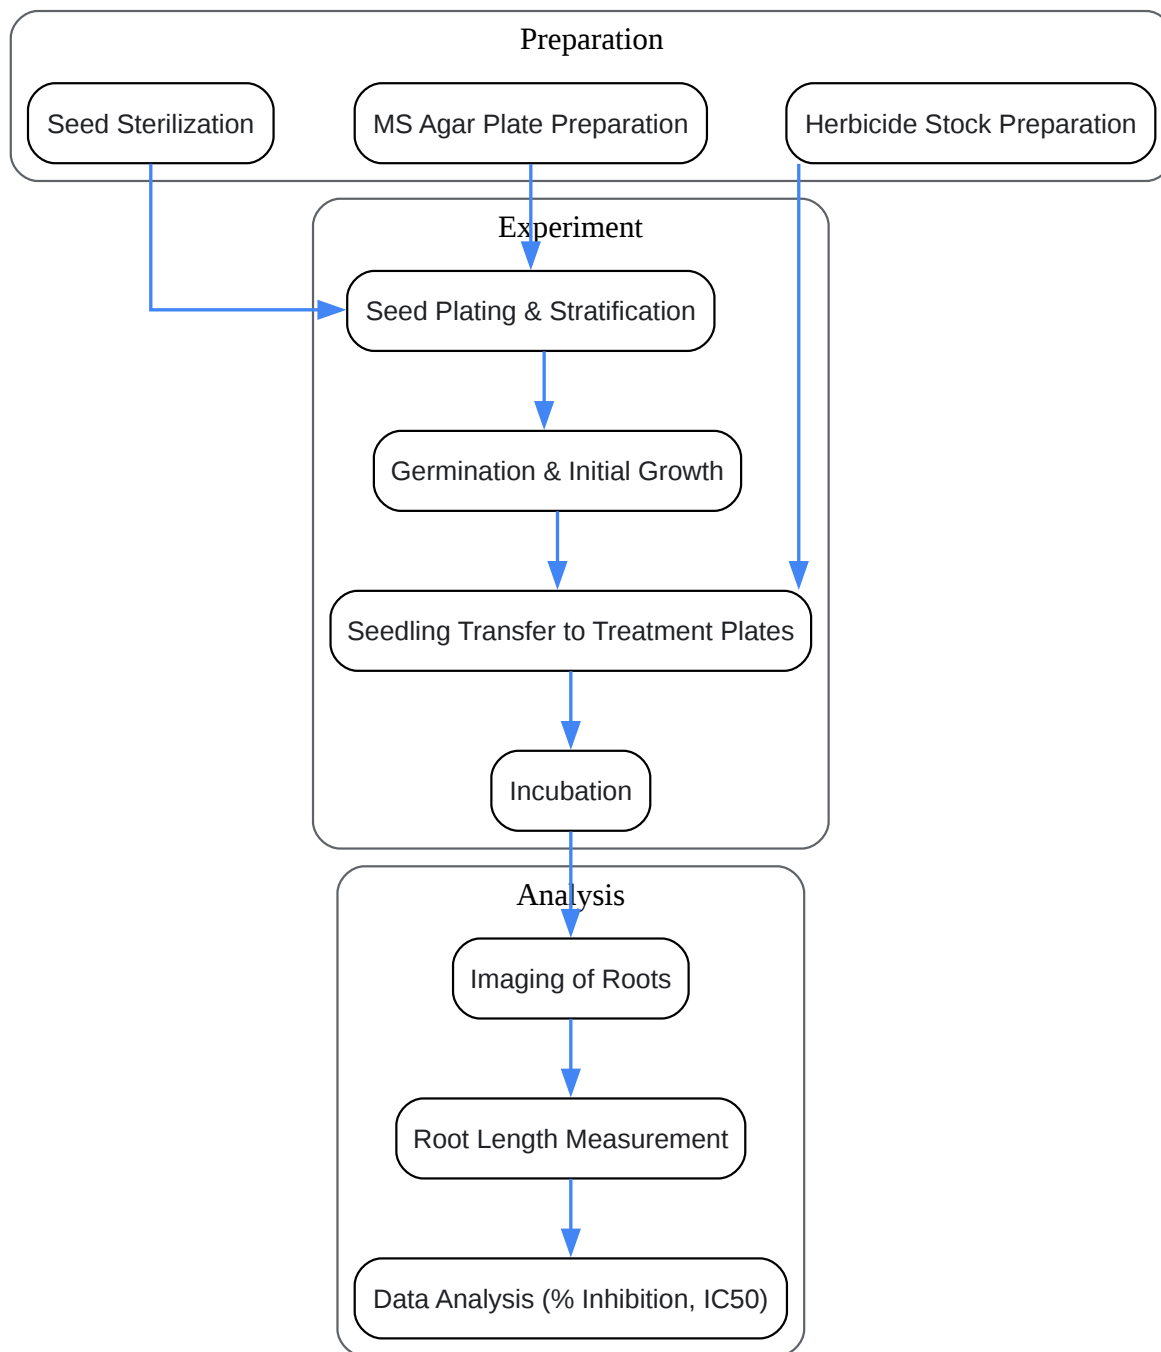 Preparation
Seed Sterilization
MS Agar Plate Preparation
Herbicide Stock Preparation
Experiment
Seed Plating & Stratification
Germination & Initial Growth
Seedling Transfer to Treatment Plates
Incubation
Analysis
Imaging of Roots
Root Length Measurement
Data Analysis (% Inhibition, IC50)